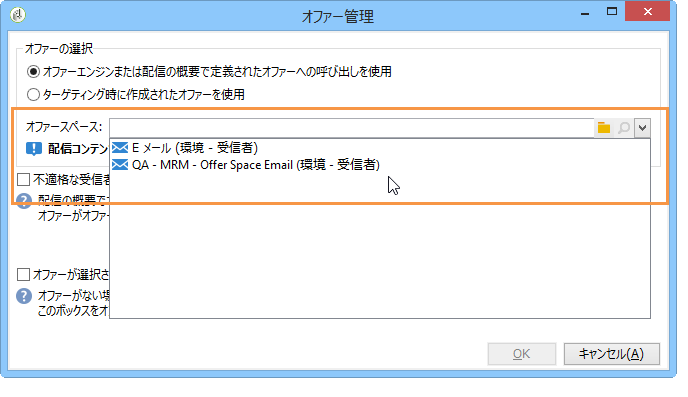 オファー管理
オファーの選択
オファーエンジンまたは配信の概要で定義されたオファーへの呼び出しを使用
ターゲティング時に作成されたオファーを使用
オファースペース:
E メール (環境 - 受信者)
配信コンテン
QA - MRM - Offer Space Email (環境 - 受信者)
不適格な受信者
配信の概要で
オファーがオファー
オファーが選択さ
オファーがない場
このボックスをオ
OK
キャンセル(A)